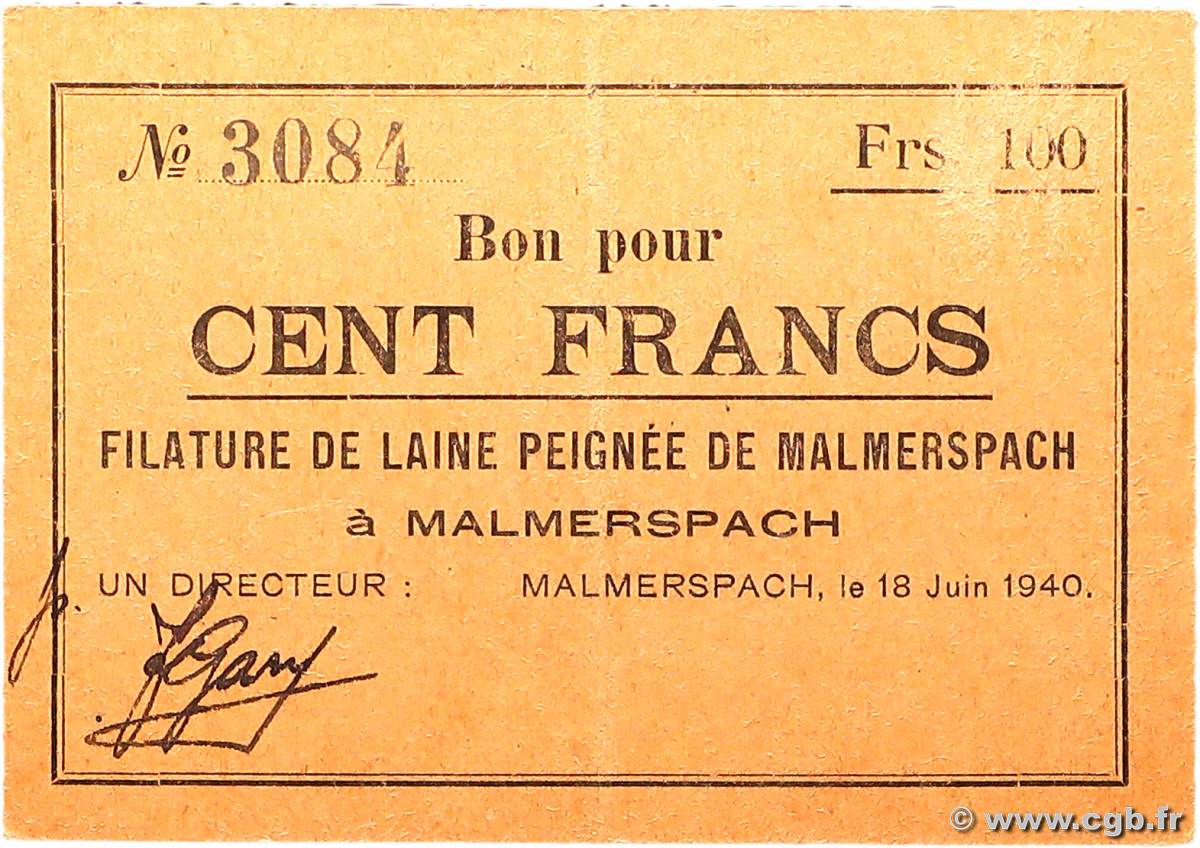 № 3084
Frs 100
Bon pour
CENT FRANCS
FILATURE DE LAINE PEIGNÉE DE MALMERSPACH
à MALMERSPACH
UN DIRECTEUR : MALMERSPACH, le 18 Juin 1940.
© www.cgb.fr